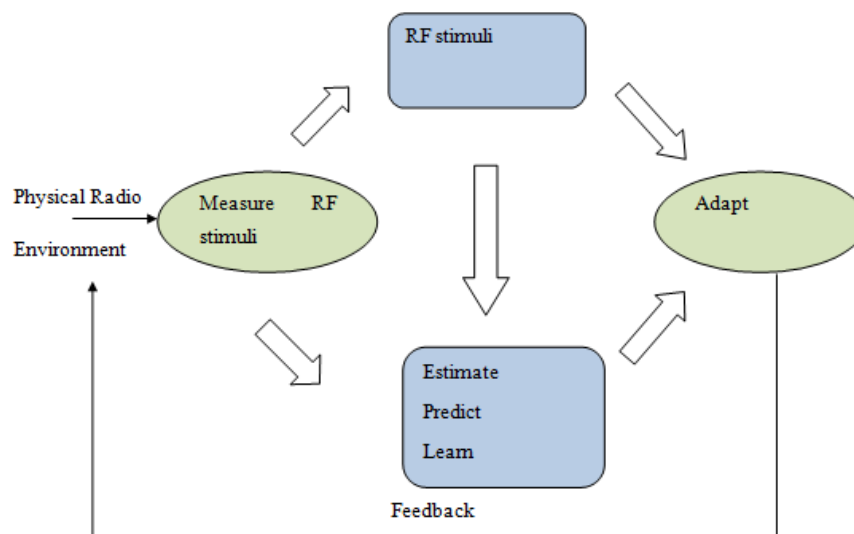 RF stimuli
Physical Radio
Environment
Measure RF
stimuli
Adapt
Estimate
Predict
Learn
Feedback